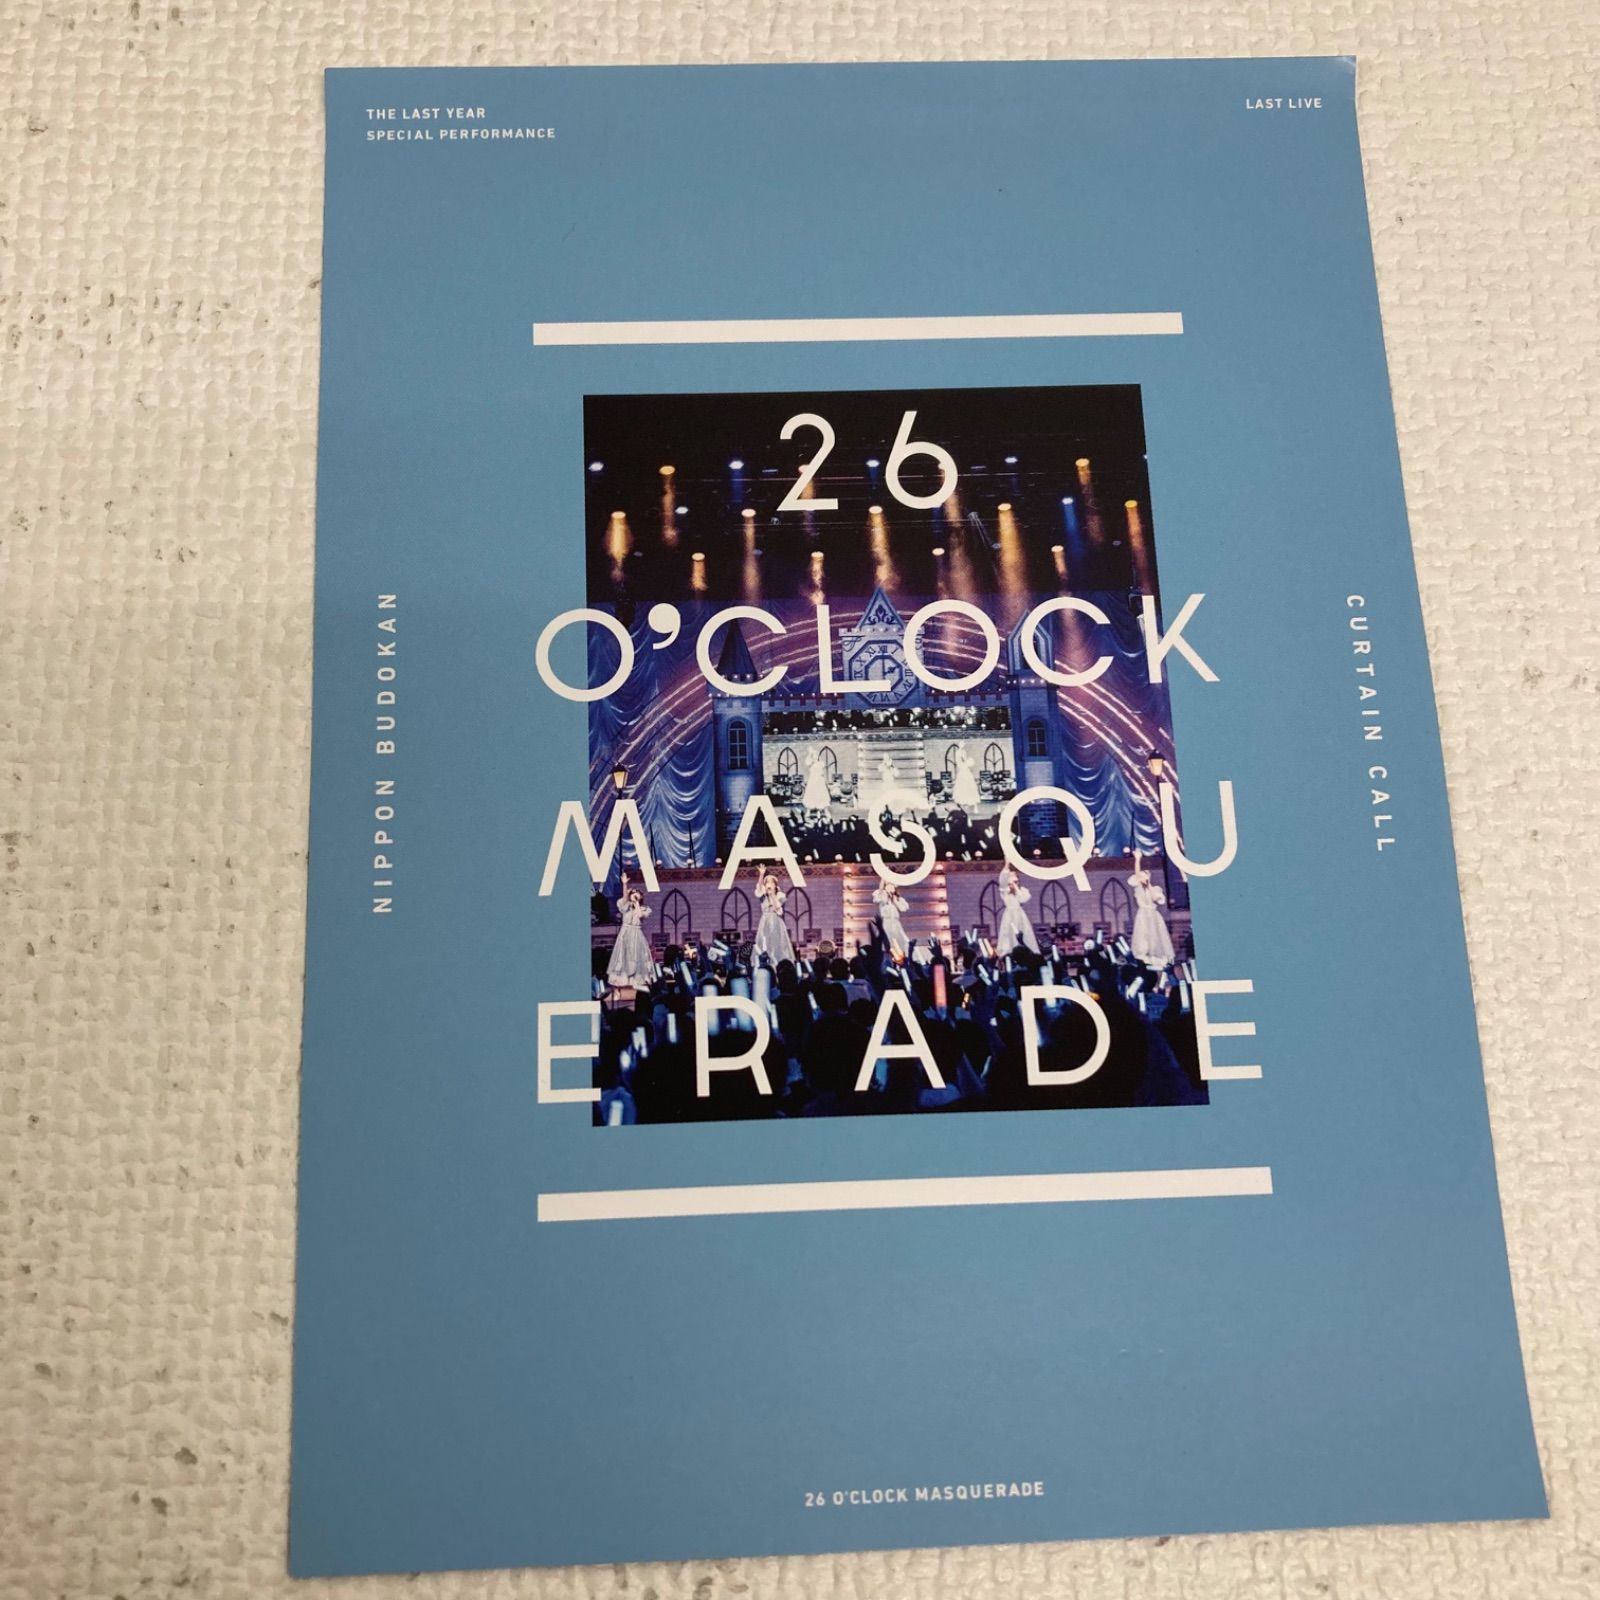 THE LAST YEAR
SPECIAL PERFORMANCE
LAST LIVE
26
O'CLOCK
MASQU
ERADE
NIPPON BUDOKAN
CURTAIN CALL
26 O'CLOCK MASQUERADE